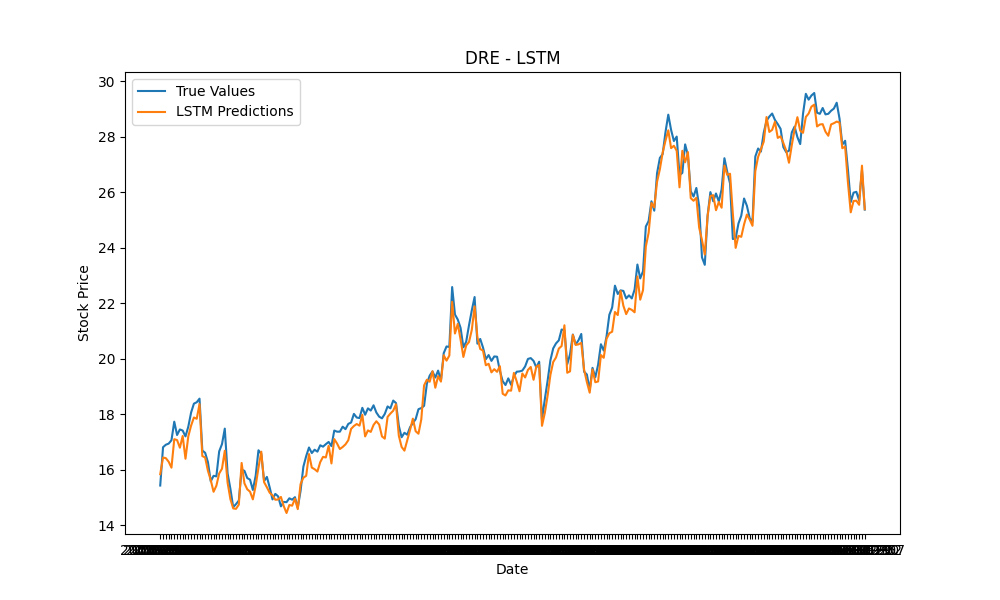 DRE - LSTM
True Values
LSTM Predictions
30
28
26
24
22
20
18
16
14
Stock Price
Date